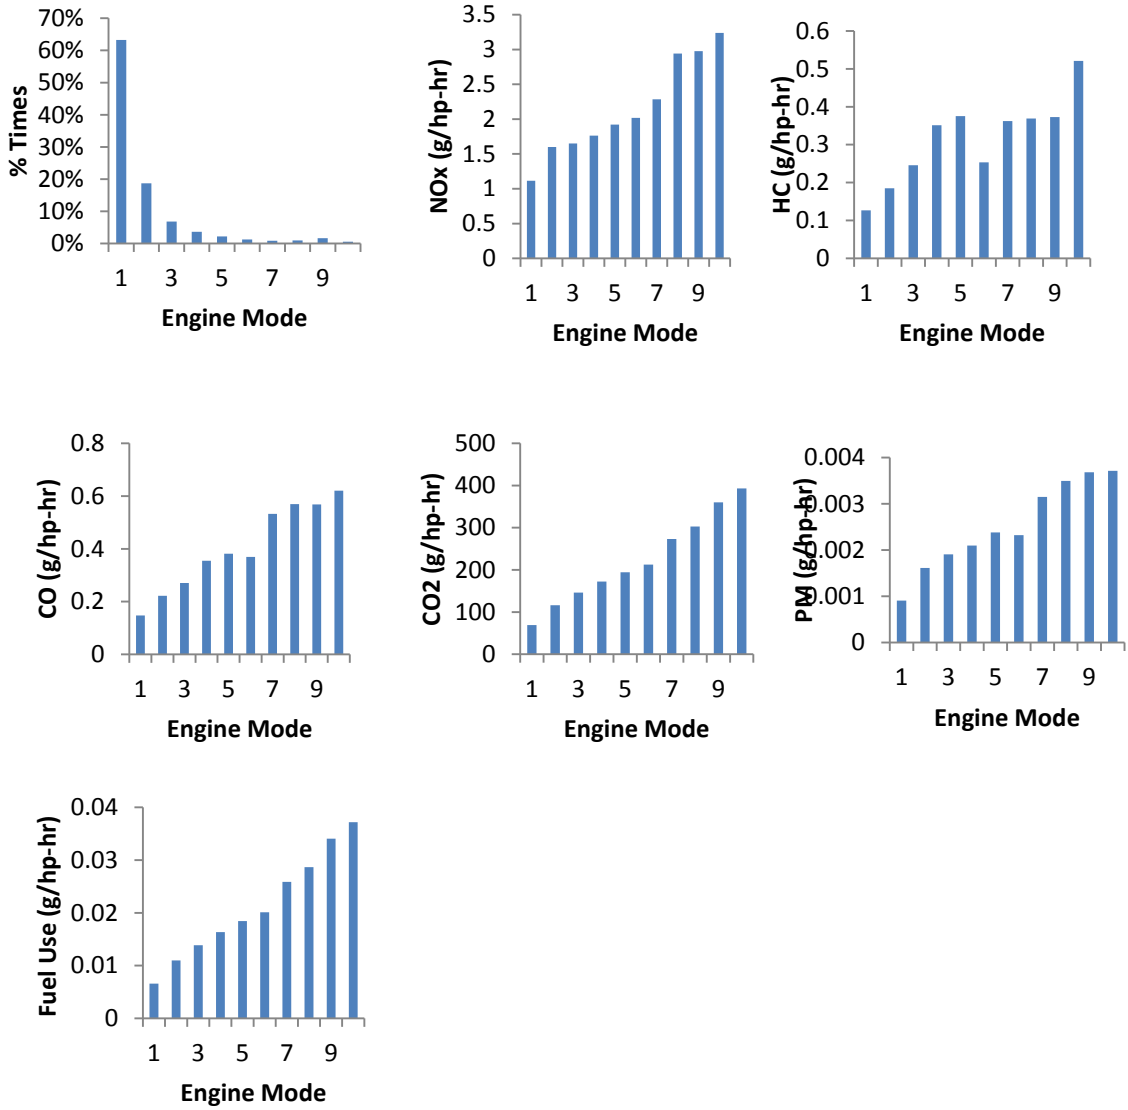 % Times
70%
60%
50%
40%
30%
20%
10%
0%
1 3 5 7 9
Engine Mode
NOx (g/hp-hr)
3.5
3
2.5
2
1.5
1
0.5
0
1 3 5 7 9
Engine Mode
HC (g/hp-hr)
0.6
0.5
0.4
0.3
0.2
0.1
0
1 3 5 7 9
Engine Mode
CO (g/hp-hr)
0.8
0.6
0.4
0.2
0
1 3 5 7 9
Engine Mode
CO2 (g/hp-hr)
500
400
300
200
100
0
1 3 5 7 9
Engine Mode
PM (g/hp-hr)
0.004
0.003
0.002
0.001
0
1 3 5 7 9
Engine Mode
Fuel Use (g/hp-hr)
0.04
0.03
0.02
0.01
0
1 3 5 7 9
Engine Mode